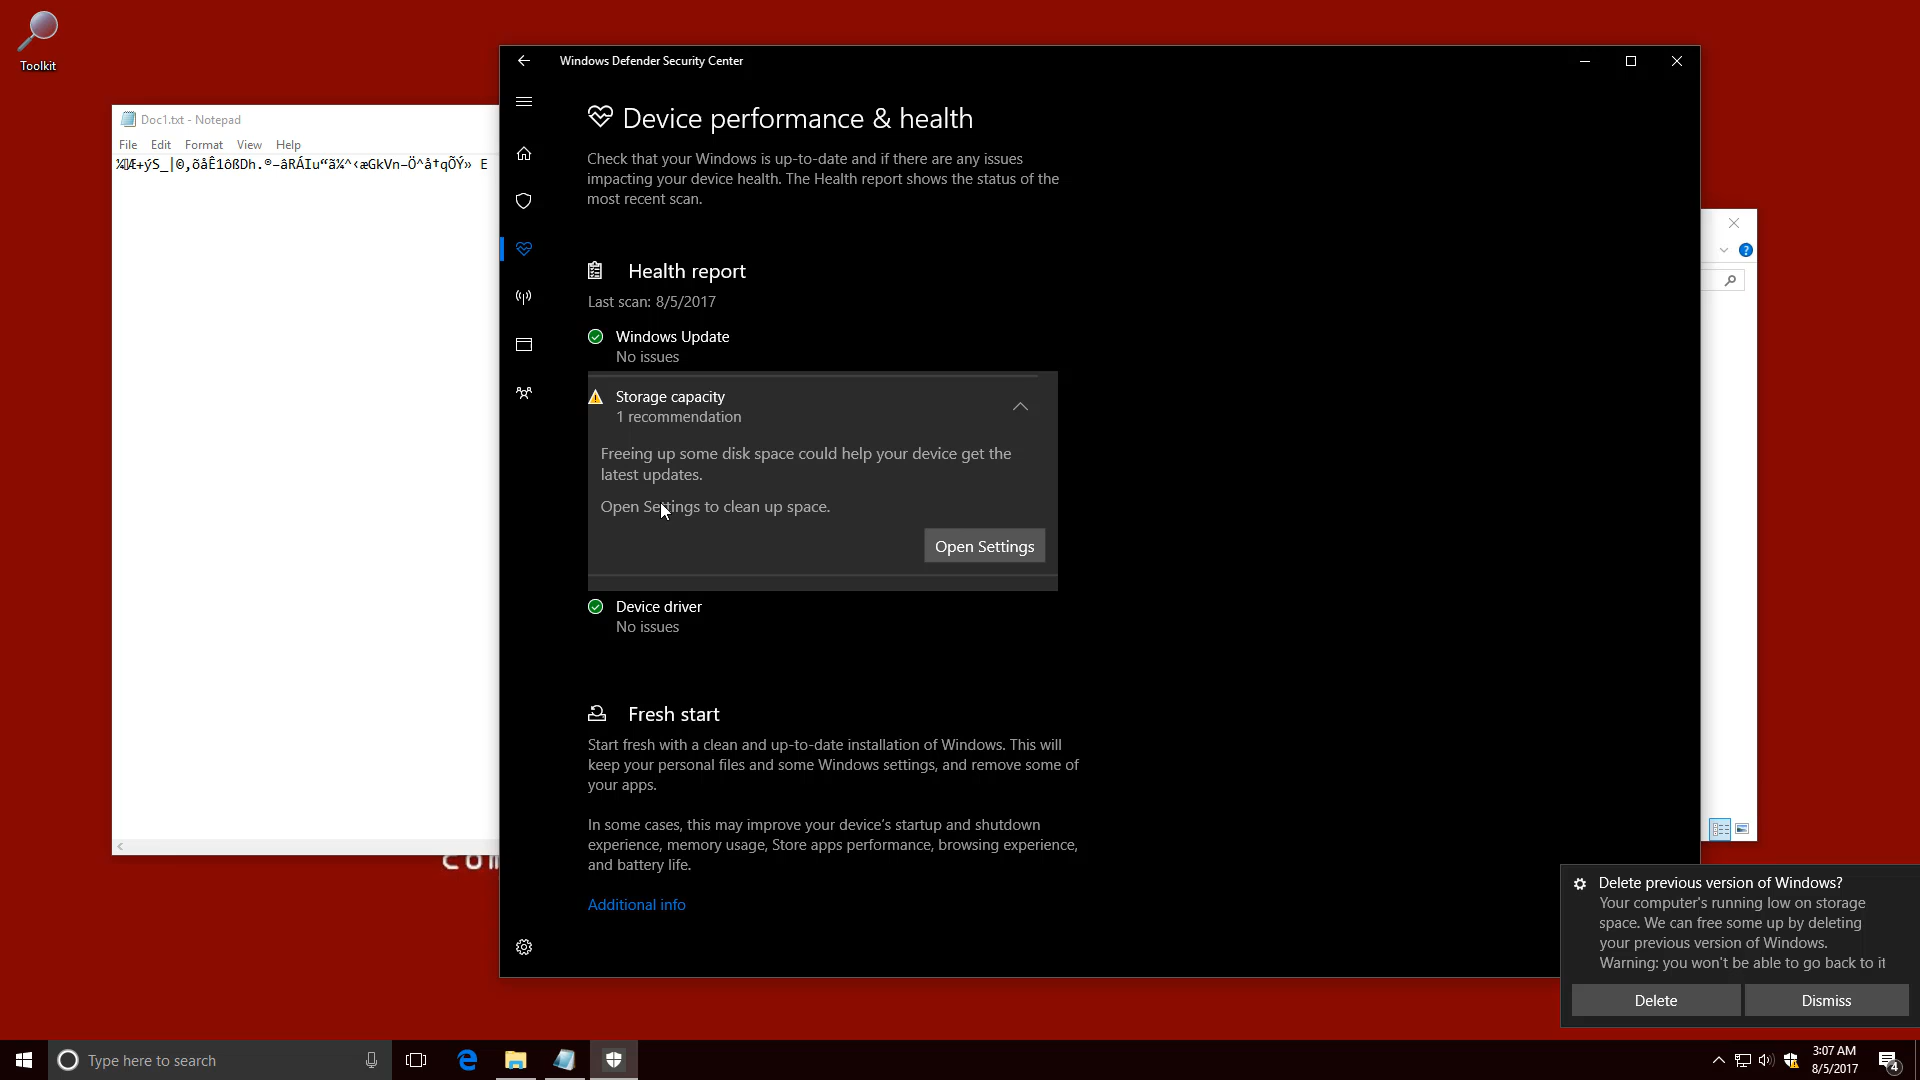 Toolkit
Doc1.txt - Notepad
File Edit Format View Help
Windows Defender Security Center
Device performance & health
Check that your Windows is up-to-date and if there are any issues
impacting your device health. The Health report shows the status of the
most recent scan.
Health report
Last scan: 8/5/2017
Windows Update
No issues
Storage capacity
1 recommendation
Freeing up some disk space could help your device get the
latest updates.
Open Settings to clean up space.
Open Settings
Device driver
No issues
Fresh start
Start fresh with a clean and up-to-date installation of Windows. This will
keep your personal files and some Windows settings, and remove some of
your apps.
In some cases, this may improve your device's startup and shutdown
experience, memory usage, Store apps performance, browsing experience,
and battery life.
Additional info
Delete previous version of Windows?
Your computer's running low on storage
space. We can free some up by deleting
your previous version of Windows.
Warning: you won't be able to go back to it
Delete Dismiss
Type here to search
3:07 AM
8/5/2017
4